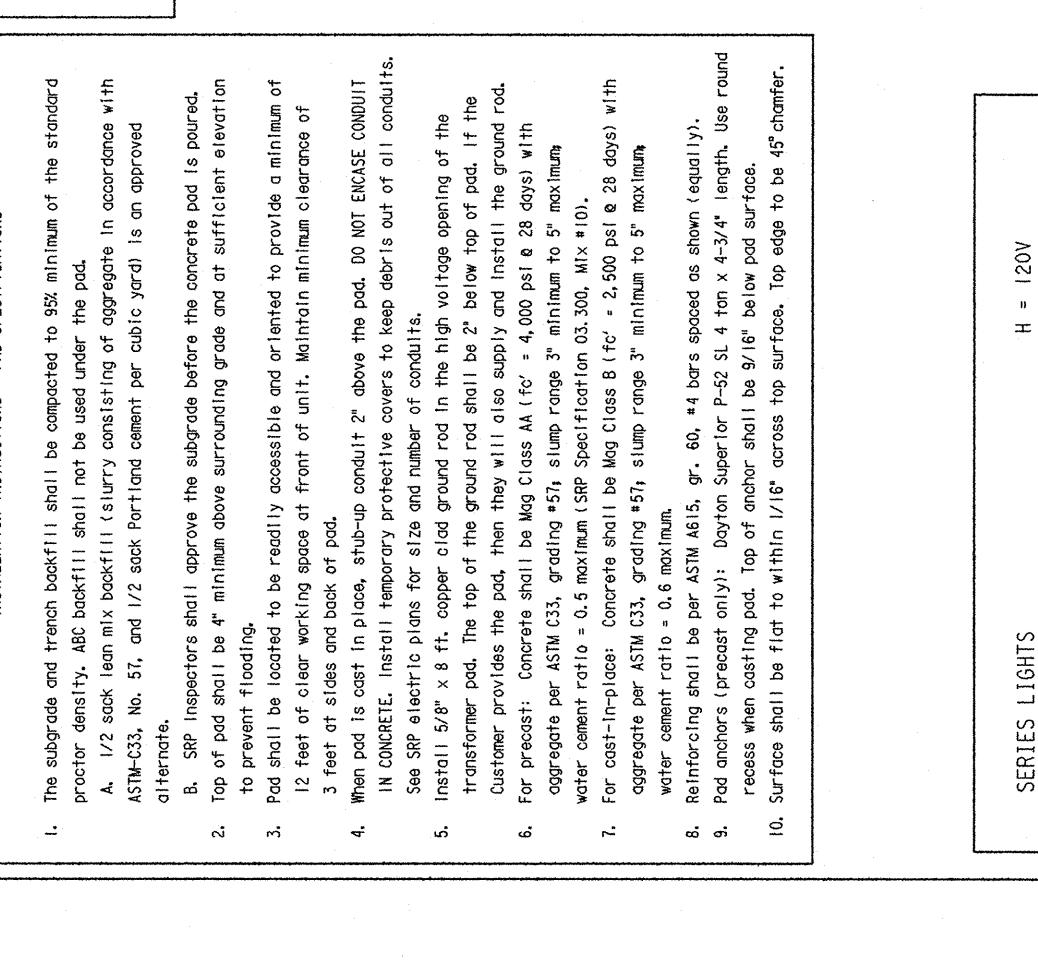 1. The subgrade and trench backfill shall be compacted to 95% minimum of the standard
proctor density. ABC backfill shall not be used under the pad.
A. 1/2 sack lean mix backfill (slurry consisting of aggregate in accordance with
ASTM-C33, No. 57, and 1/2 sack Portland cement per cubic yard) is an approved
alternate.
B. SRP Inspectors shall approve the subgrade before the concrete pad is poured.
2. Top of pad shall be 4" minimum above surrounding grade and at sufficient elevation
to prevent flooding.
3. Pad shall be located to be readily accessible and oriented to provide a minimum of
12 feet of clear working space at front of unit. Maintain minimum clearance of
3 feet at sides and back of pad.
4. When pad is cast in place, stub-up conduit 2" above the pad. DO NOT ENCASE CONDUIT
IN CONCRETE. Install temporary protective covers to keep debris out of all conduits.
See SRP electric plans for size and number of conduits.
5. Install 5/8" x 8 ft. copper clad ground rod in the high voltage opening of the
transformer pad. The top of the ground rod shall be 2" below top of pad. If the
Customer provides the pad, then they will also supply and install the ground rod.
6. For precast: Concrete shall be Mag Class AA (fc' = 4,000 psi @ 28 days) with
aggregate per ASTM C33, grading #57; slump range 3" minimum to 5" maximum;
water cement ratio = 0.5 maximum (SRP Specification 03.300, Mix #10).
7. For cast-in-place: Concrete shall be Mag Class B (fc' = 2,500 psi @ 28 days) with
aggregate per ASTM C33, grading #57; slump range 3" minimum to 5" maximum;
water cement ratio = 0.6 maximum.
8. Reinforcing shall be per ASTM A615, gr. 60, #4 bars spaced as shown (equally).
9. Pad anchors (precast only): Dayton Superior P-52 SL 4 ton x 4-3/4" length. Use round
recess when casting pad. Top of anchor shall be 9/16" below pad surface.
10. Surface shall be flat to within 1/16" across top surface. Top edge to be 45° chamfer.
SERIES LIGHTS H = 120V